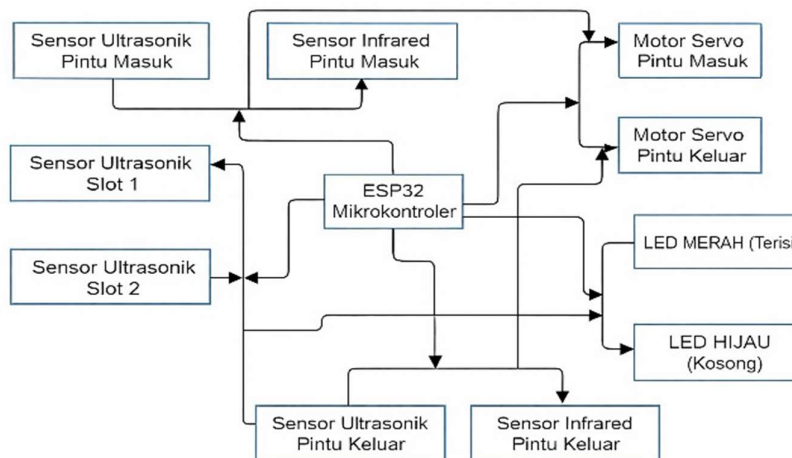 Sensor Ultrasonik
Pintu Masuk
Sensor Infrared
Pintu Masuk
Motor Servo
Pintu Masuk
Motor Servo
Pintu Keluar
Sensor Ultrasonik
Slot 1
ESP32
Mikrokontroler
Sensor Ultrasonik
Slot 2
LED MERAH (Terisi
LED HIJAU
(Kosong)
Sensor Ultrasonik
Pintu Keluar
Sensor Infrared
Pintu Keluar